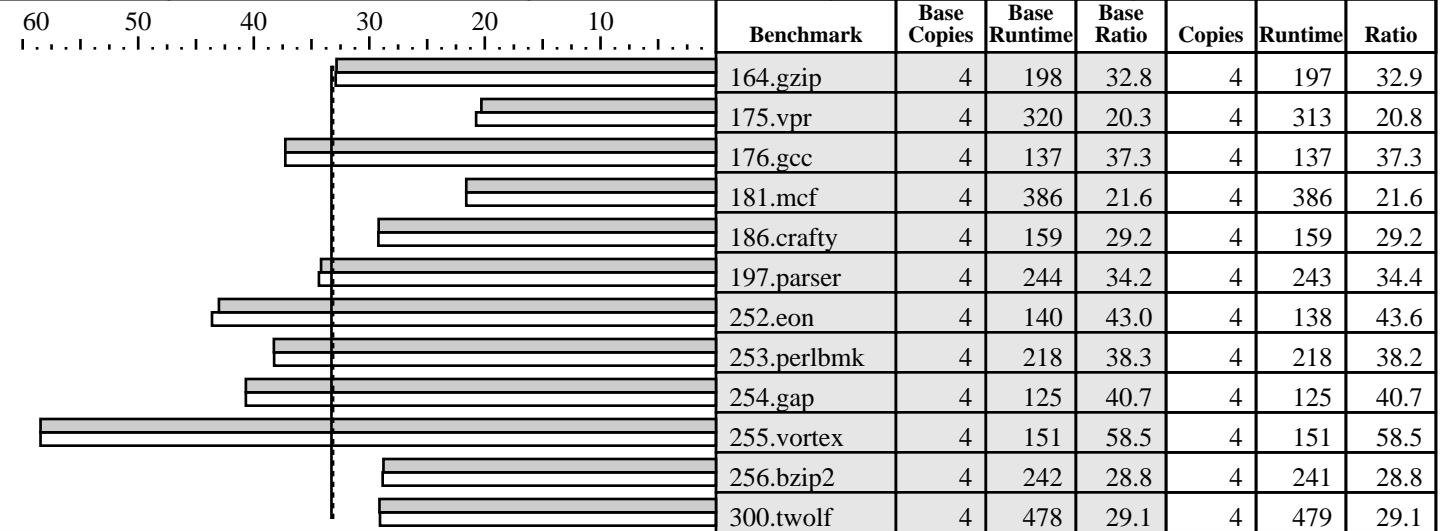 60 50 40 30 20 10
Benchmark Base Copies Base Runtime Base Ratio Copies Runtime Ratio
164.gzip 4 198 32.8 4 197 32.9
175.vpr 4 320 20.3 4 313 20.8
176.gcc 4 137 37.3 4 137 37.3
181.mcf 4 386 21.6 4 386 21.6
186.crafty 4 159 29.2 4 159 29.2
197.parser 4 244 34.2 4 243 34.4
252.eon 4 140 43.0 4 138 43.6
253.perlbmk 4 218 38.3 4 218 38.2
254.gap 4 125 40.7 4 125 40.7
255.vortex 4 151 58.5 4 151 58.5
256.bzip2 4 242 28.8 4 241 28.8
300.twolf 4 478 29.1 4 479 29.1